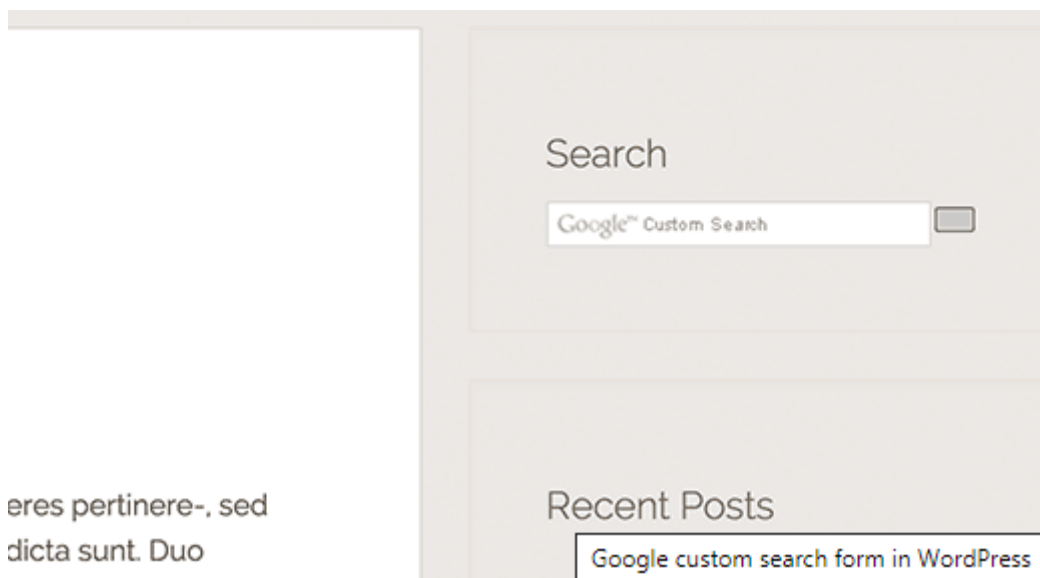 Search
Google™ Custom Search
eres pertinere-, sed
dicta sunt. Duo
Recent Posts
Google custom search form in WordPress